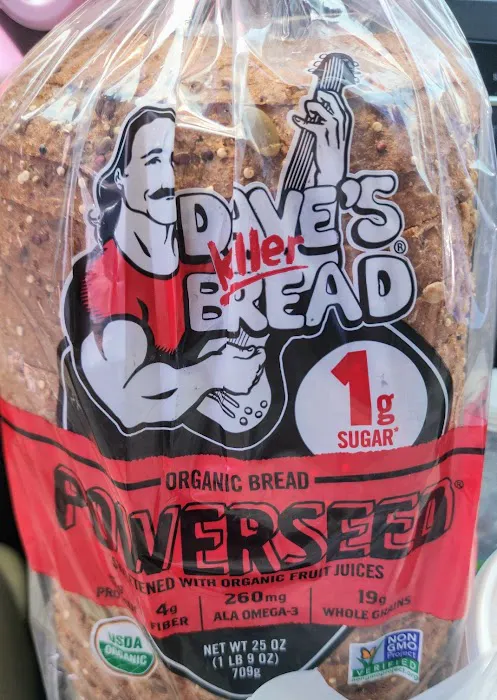 DAVE'S®
killer
BREAD
1g
SUGAR*
ORGANIC BREAD
POWERSEED®
SWEETENED WITH ORGANIC FRUIT JUICES
4g
FIBER
260mg
ALA OMEGA-3
19g
WHOLE GRAINS
USDA
ORGANIC
NET WT 25 OZ
(1 LB 9 OZ)
709g
NON
GMO
Project
VERIFIED